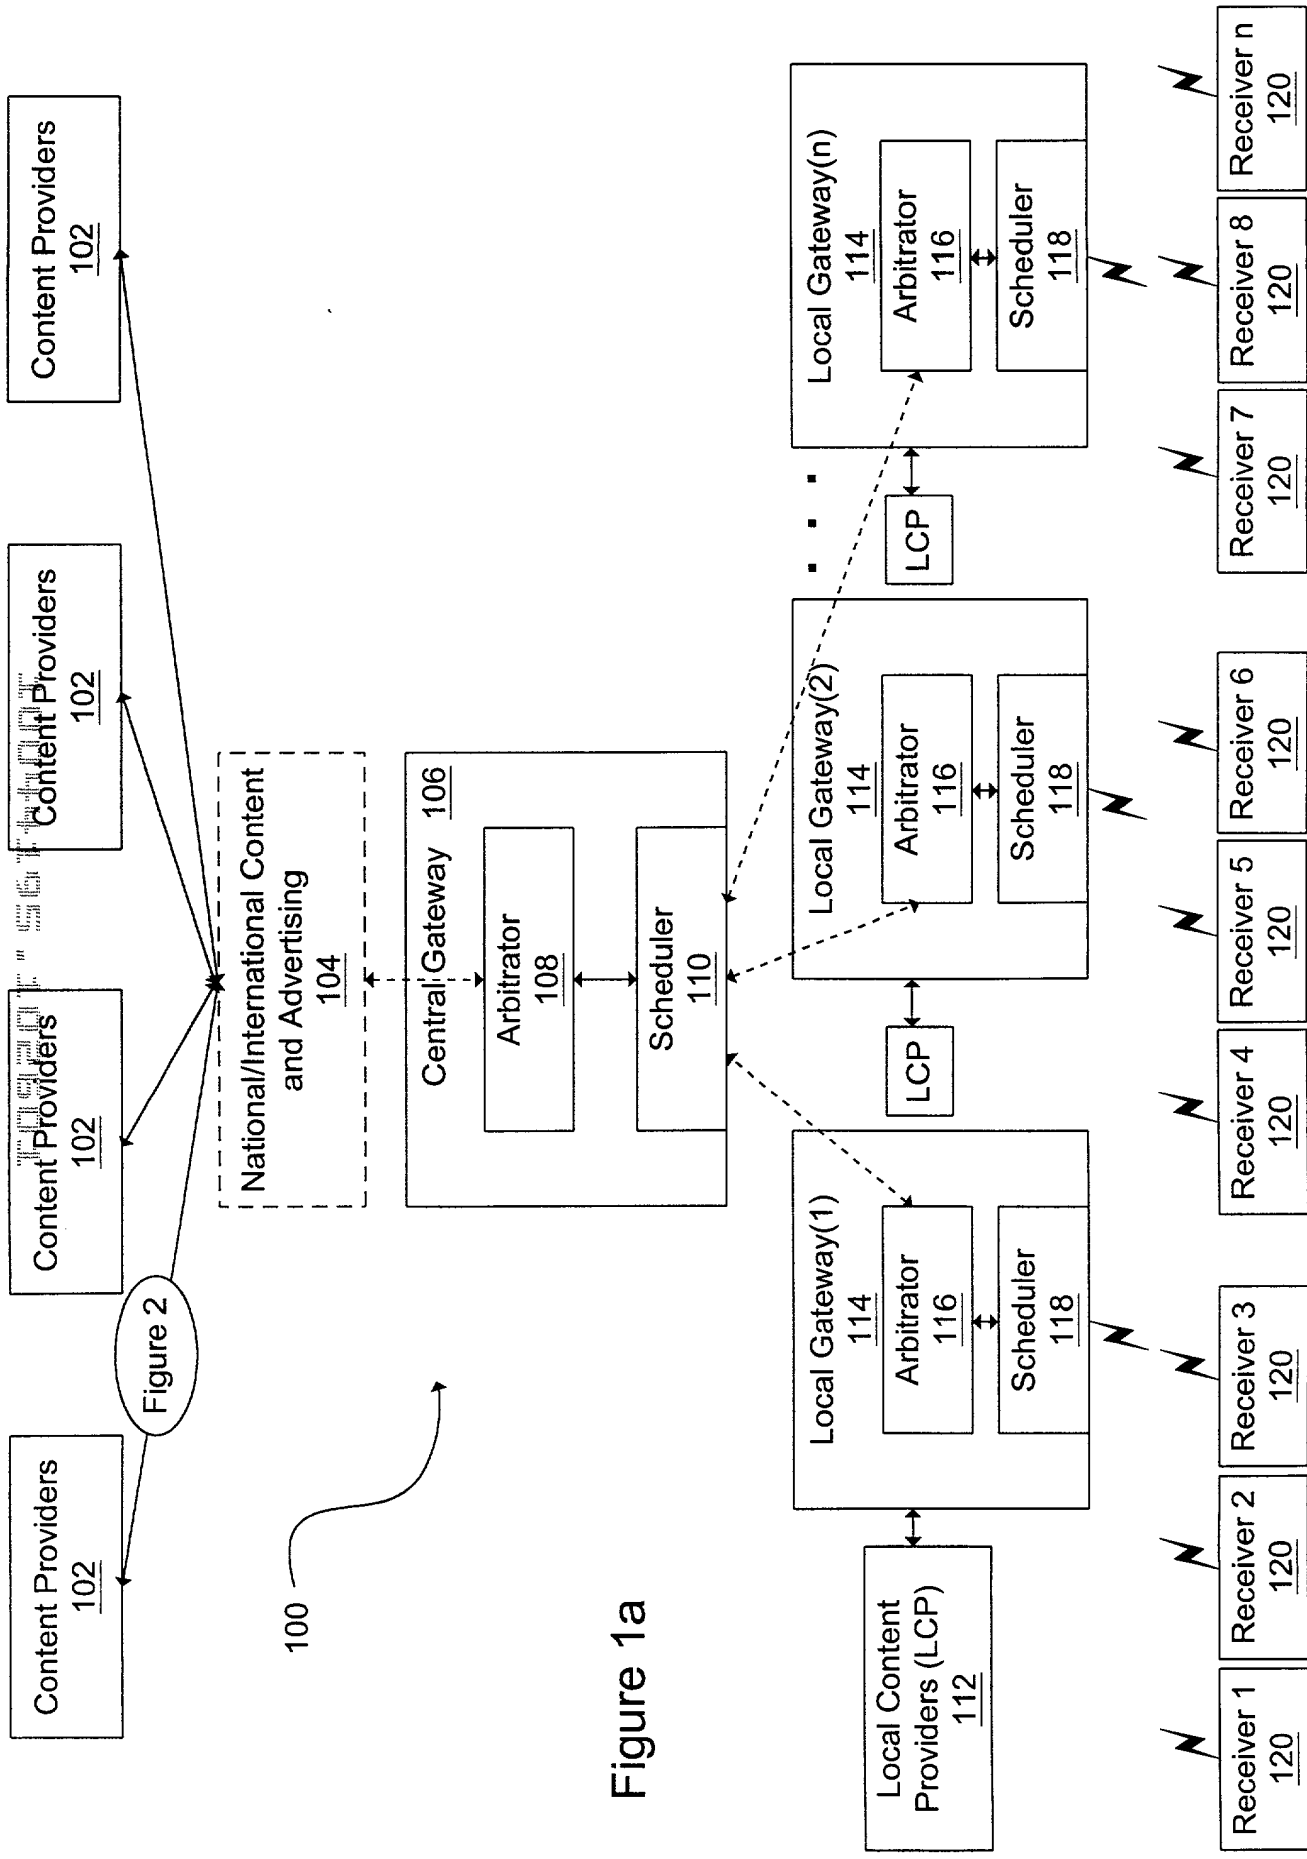 Content Providers
102
Content Providers
102
Content Providers
102
Content Providers
102
Figure 2
National/International Content
and Advertising
104
100
Central Gateway 106
Arbitrator
108
Scheduler
110
Figure 1a
Local Content
Providers (LCP)
112
Local Gateway(1)
114
Arbitrator
116
Scheduler
118
LCP
Local Gateway(2)
114
Arbitrator
116
Scheduler
118
. . .
LCP
Local Gateway(n)
114
Arbitrator
116
Scheduler
118
Receiver 1
120
Receiver 2
120
Receiver 3
120
Receiver 4
120
Receiver 5
120
Receiver 6
120
Receiver 7
120
Receiver 8
120
Receiver n
120